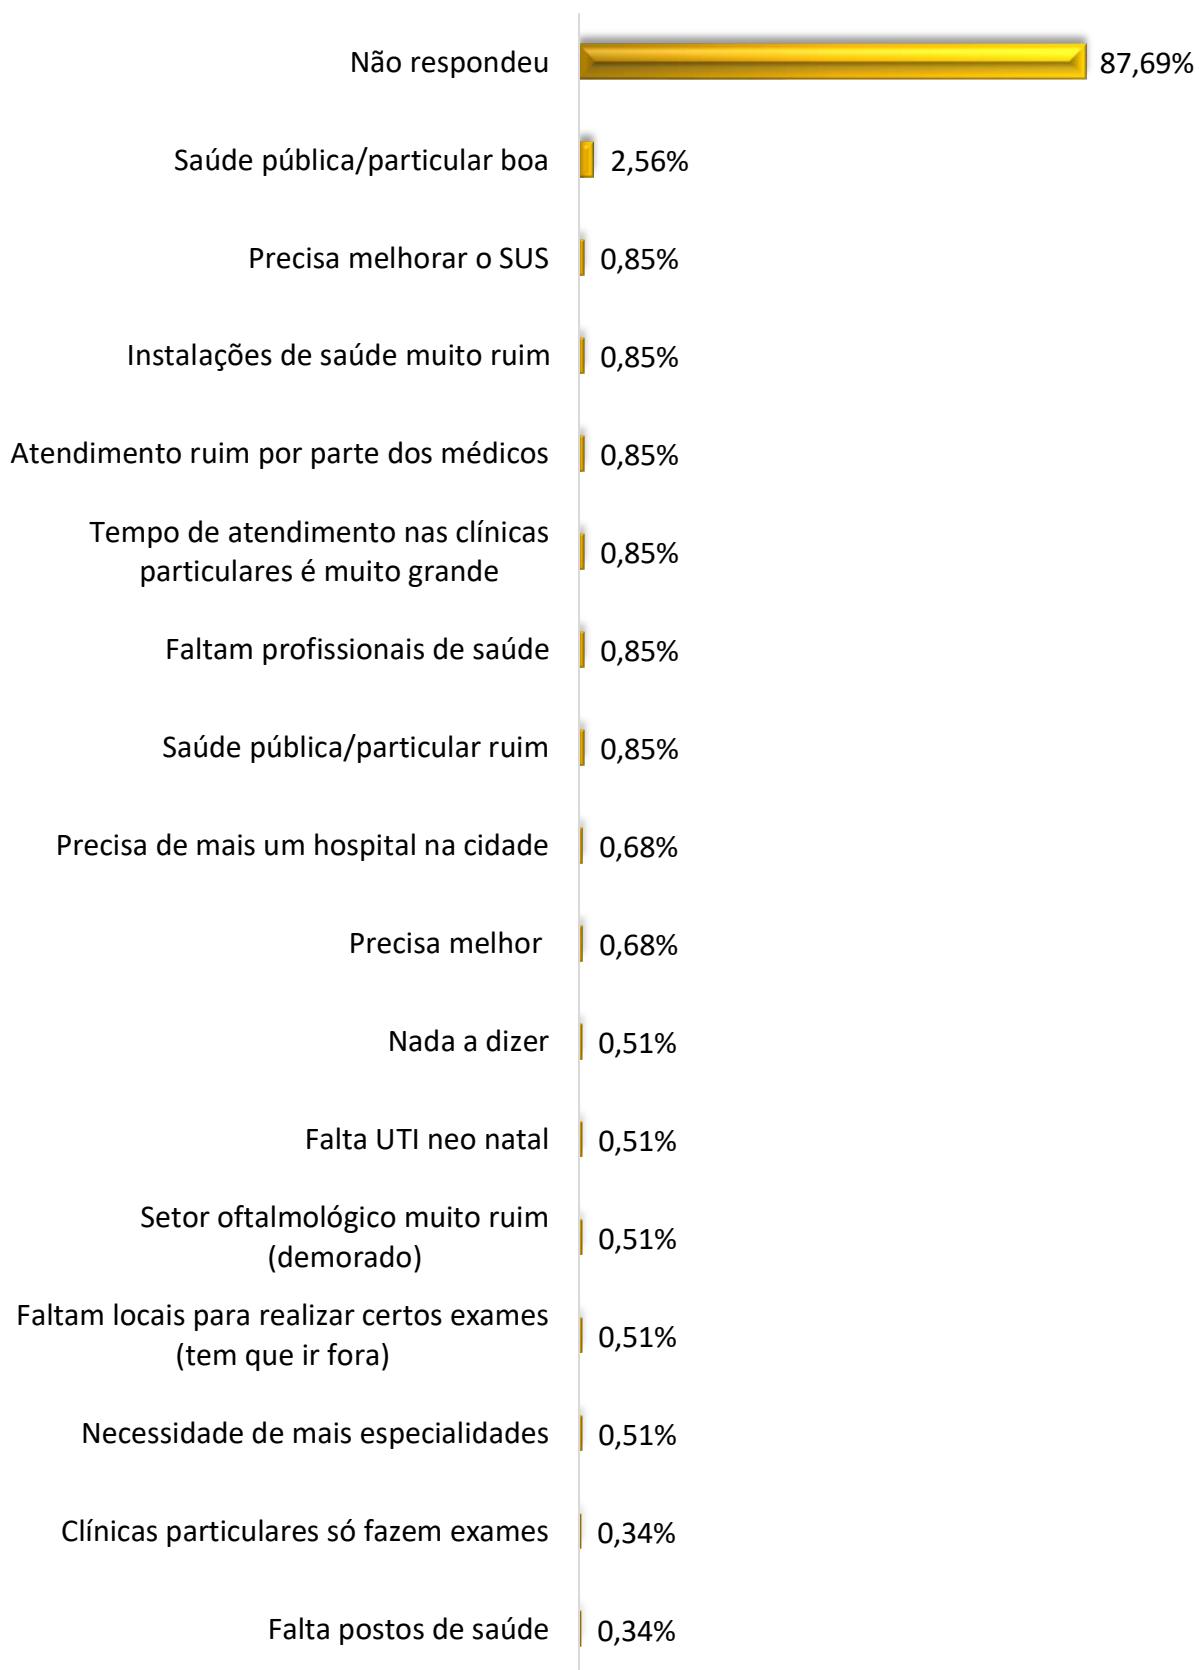 Não respondeu 87,69%
Saúde pública/particular boa 2,56%
Precisa melhorar o SUS 0,85%
Instalações de saúde muito ruim 0,85%
Atendimento ruim por parte dos médicos 0,85%
Tempo de atendimento nas clínicas
particulares é muito grande 0,85%
Faltam profissionais de saúde 0,85%
Saúde pública/particular ruim 0,85%
Precisa de mais um hospital na cidade 0,68%
Precisa melhor 0,68%
Nada a dizer 0,51%
Falta UTI neo natal 0,51%
Setor oftalmológico muito ruim
(demorado) 0,51%
Faltam locais para realizar certos exames
(tem que ir fora) 0,51%
Necessidade de mais especialidades 0,51%
Clínicas particulares só fazem exames 0,34%
Falta postos de saúde 0,34%